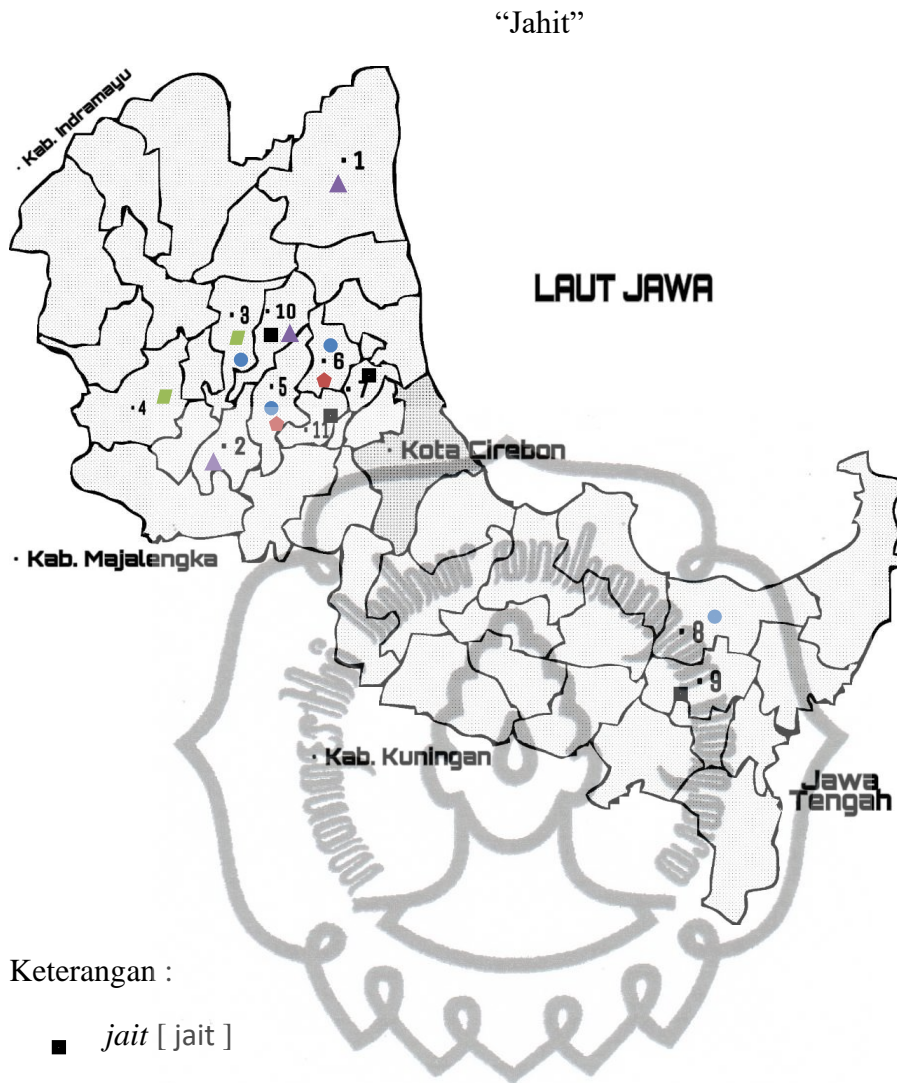 “Jahit”
· Kab. Indramayu
· 1
LAUT JAWA
· 3
· 10
· 6
· 5
· 7
· 4
· 2
· 11
· Kota Cirebon
· Kab. Majalengka
· 8
· 9
· Kab. Kuningan
Jawa
Tengah
Keterangan :
jait [ jait ]